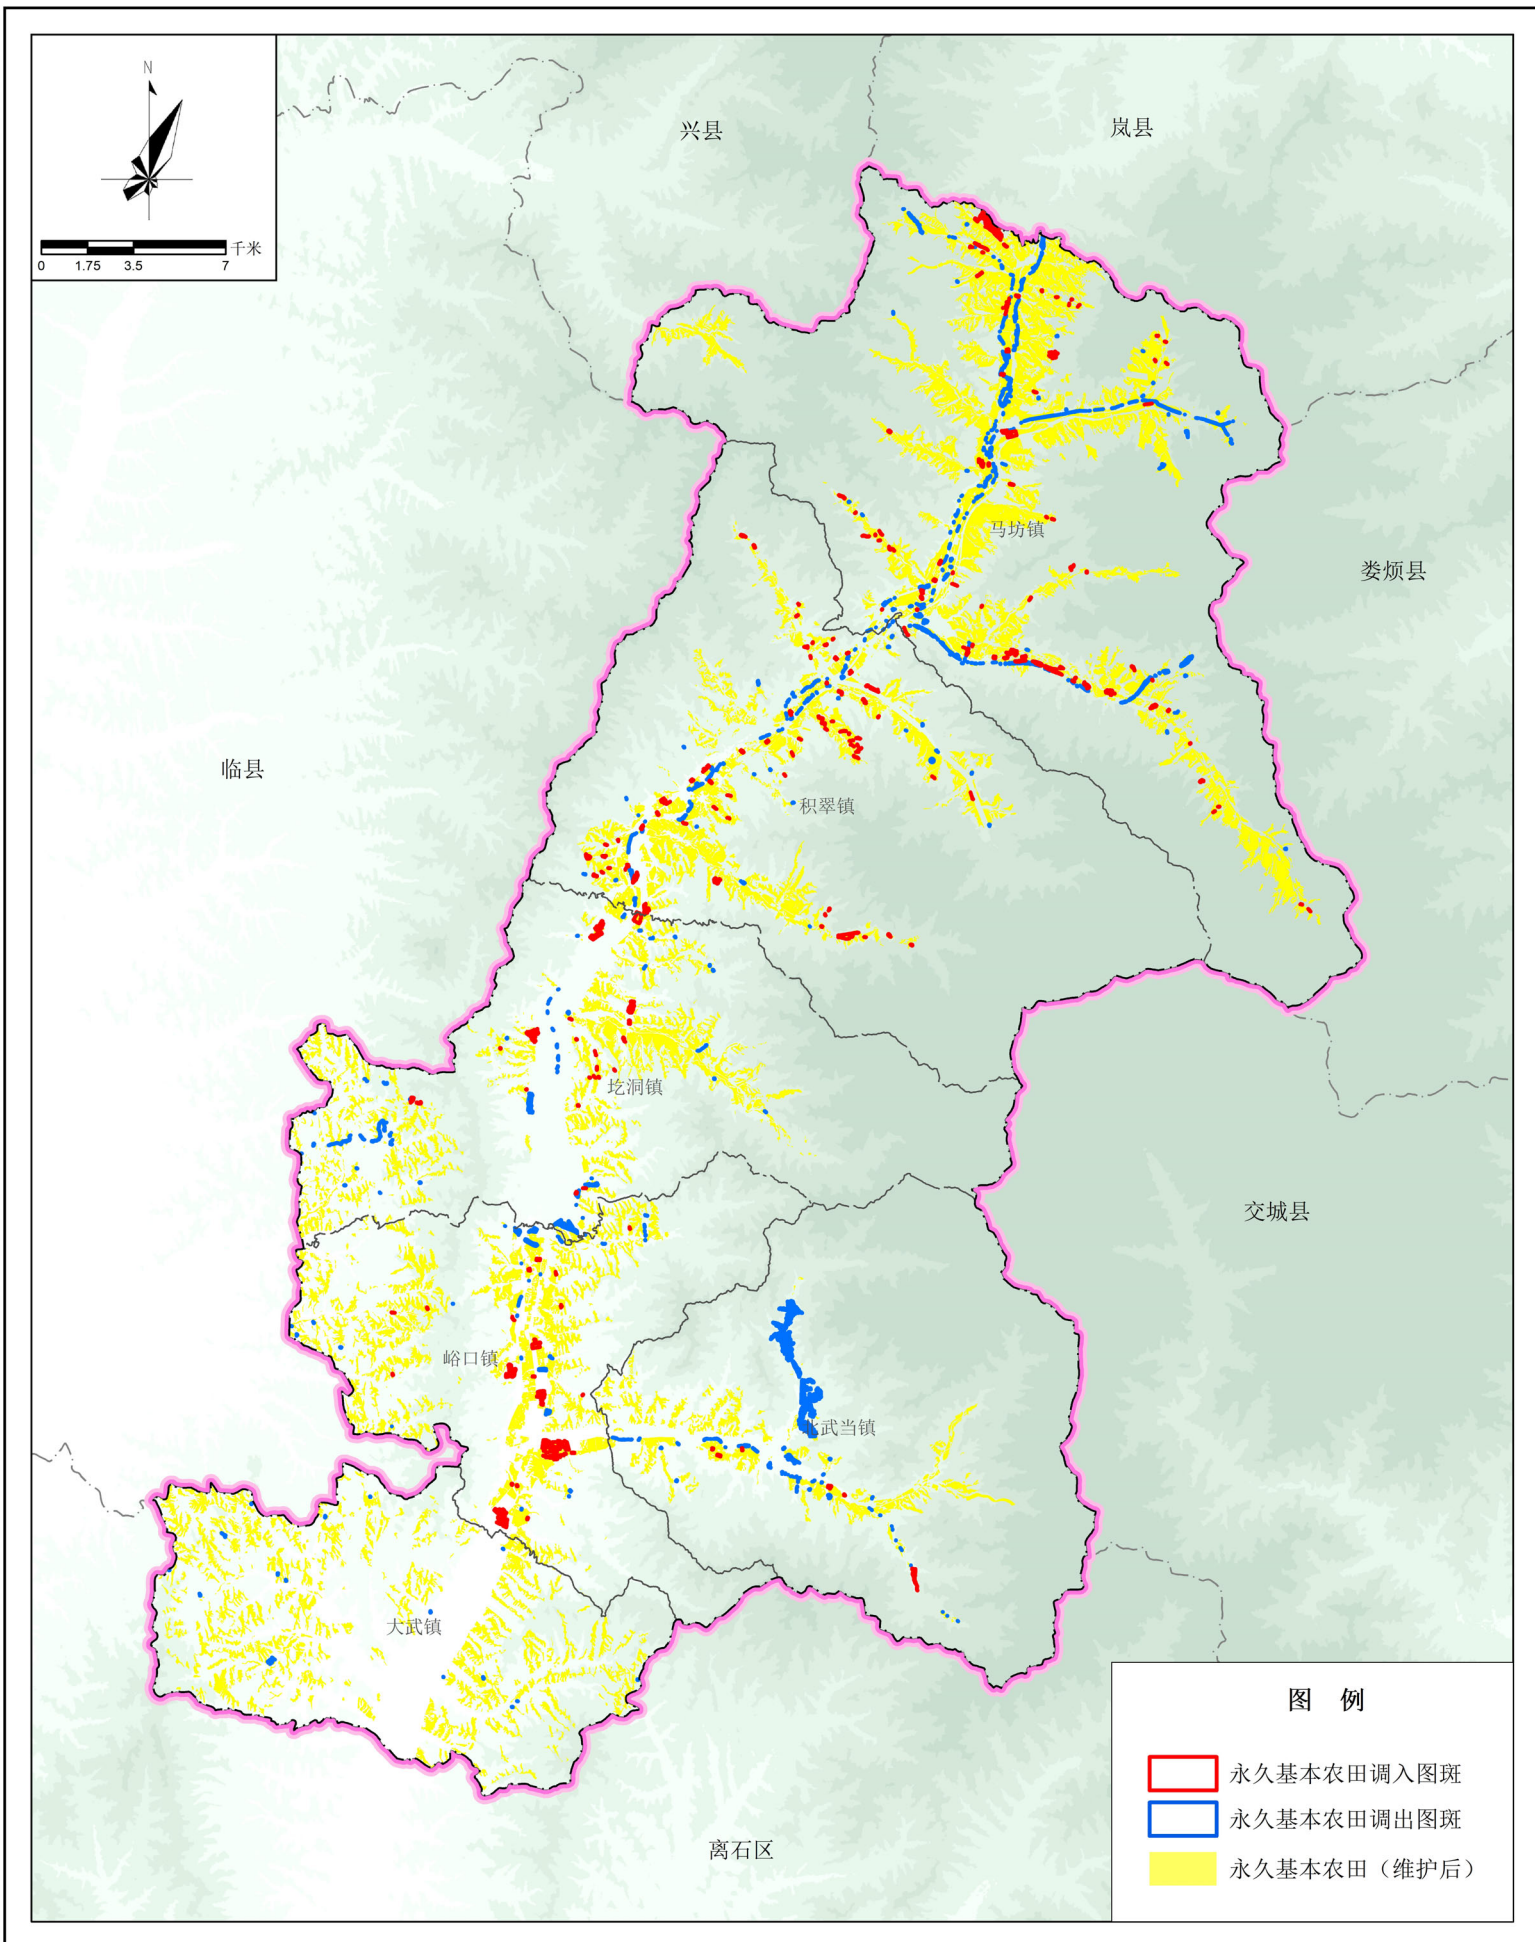 N
千米
0 1.75 3.5 7
兴县
岚县
马坊镇
娄烦县
临县
积翠镇
圪洞镇
交城县
峪口镇
北武当镇
大武镇
离石区
图 例
永久基本农田调入图斑
永久基本农田调出图斑
永久基本农田（维护后）